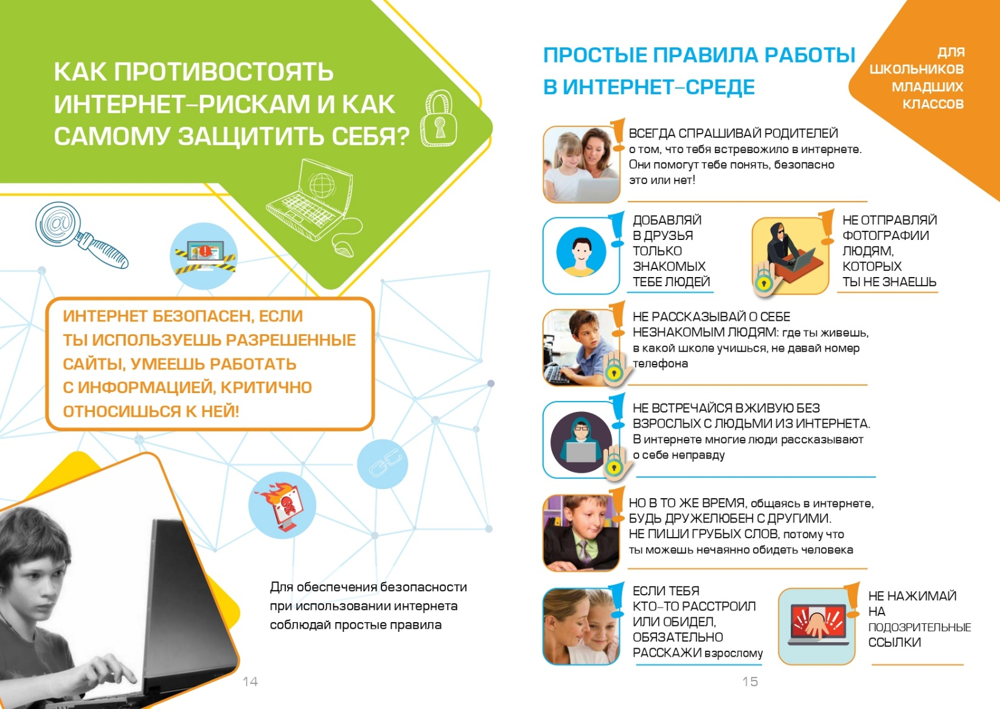 КАК ПРОТИВОСТОЯТЬ
ИНТЕРНЕТ–РИСКАМ И КАК
САМОМУ ЗАЩИТИТЬ СЕБЯ?
@
ИНТЕРНЕТ БЕЗОПАСЕН, ЕСЛИ
ТЫ ИСПОЛЬЗУЕШЬ РАЗРЕШЕННЫЕ
САЙТЫ, УМЕЕШЬ РАБОТАТЬ
С ИНФОРМАЦИЕЙ, КРИТИЧНО
ОТНОСИШЬСЯ К НЕЙ!
Для обеспечения безопасности
при использовании интернета
соблюдай простые правила
14
ПРОСТЫЕ ПРАВИЛА РАБОТЫ
В ИНТЕРНЕТ–СРЕДЕ
ДЛЯ
ШКОЛЬНИКОВ
МЛАДШИХ
КЛАССОВ
ВСЕГДА СПРАШИВАЙ РОДИТЕЛЕЙ
о том, что тебя встревожило в интернете.
Они помогут тебе понять, безопасно
это или нет!
ДОБАВЛЯЙ
В ДРУЗЬЯ
ТОЛЬКО
ЗНАКОМЫХ
ТЕБЕ ЛЮДЕЙ
НЕ ОТПРАВЛЯЙ
ФОТОГРАФИИ
ЛЮДЯМ,
КОТОРЫХ
ТЫ НЕ ЗНАЕШЬ
НЕ РАССКАЗЫВАЙ О СЕБЕ
НЕЗНАКОМЫМ ЛЮДЯМ: где ты живешь,
в какой школе учишься, не давай номер
телефона
НЕ ВСТРЕЧАЙСЯ ВЖИВУЮ БЕЗ
ВЗРОСЛЫХ С ЛЮДЬМИ ИЗ ИНТЕРНЕТА.
В интернете многие люди рассказывают
о себе неправду
НО В ТО ЖЕ ВРЕМЯ, общаясь в интернете,
БУДЬ ДРУЖЕЛЮБЕН С ДРУГИМИ.
НЕ ПИШИ ГРУБЫХ СЛОВ, потому что
ты можешь нечаянно обидеть человека
ЕСЛИ ТЕБЯ
КТО–ТО РАССТРОИЛ
ИЛИ ОБИДЕЛ,
ОБЯЗАТЕЛЬНО
РАССКАЖИ взрослому
НЕ НАЖИМАЙ
НА
ПОДОЗРИТЕЛЬНЫЕ
ССЫЛКИ
15